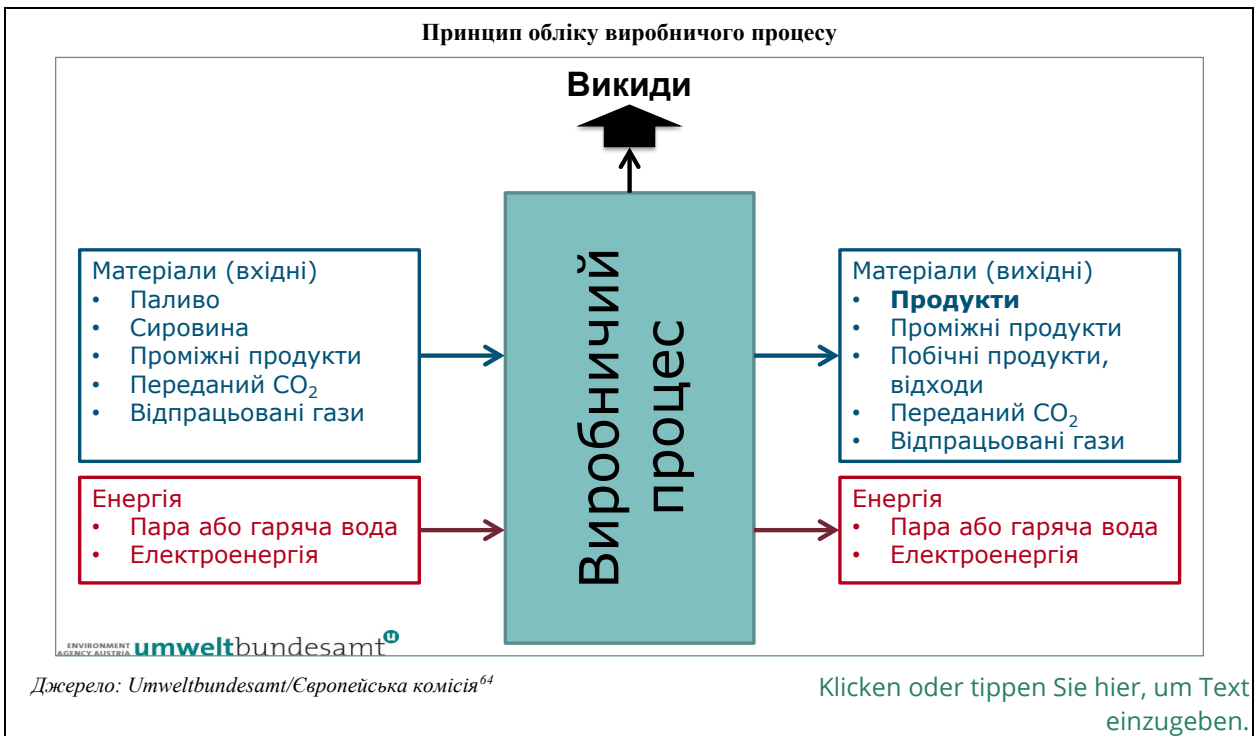 Принцип обліку виробничого процесу
Викиди
Матеріали (вхідні)
• Паливо
• Сировина
• Проміжні продукти
• Переданий CO₂
• Відпрацьовані гази
Енергія
• Пара або гаряча вода
• Електроенергія
Виробничий
процес
Матеріали (вихідні)
• Продукти
• Проміжні продукти
• Побічні продукти,
відходи
• Переданий CO₂
• Відпрацьовані гази
Енергія
• Пара або гаряча вода
• Електроенергія
ENVIRONMENT
AGENCY AUSTRIA umweltbundesamt
Джерело: Umweltbundesamt/Європейська комісія⁶⁴
Klicken oder tippen Sie hier, um Text
einzugeben.